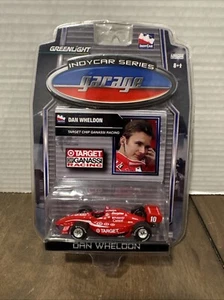 GREENLIGHT
INDYCAR SERIES
garage
DAN WHELDON
TARGET CHIP GANASSI RACING
TARGET
GANASSI
RACING
10
TARGET
DAN WHELDON